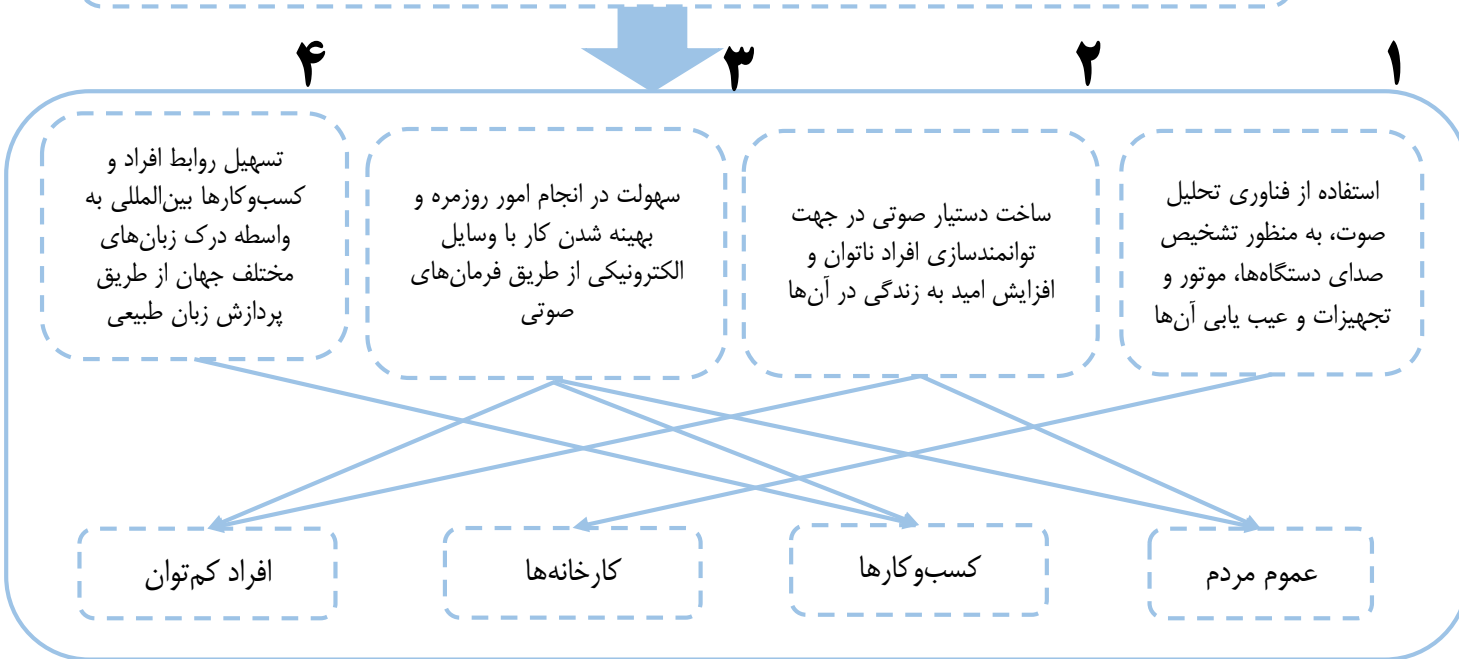 ۱
۲
۳
۴
استفاده از فناوری تحلیل
صوت، به منظور تشخیص
صدای دستگاه‌ها، موتور و
تجهیزات و عیب یابی آن‌ها
ساخت دستیار صوتی در جهت
توانمندسازی افراد ناتوان و
افزایش امید به زندگی در آن‌ها
سهولت در انجام امور روزمره و
بهینه شدن کار با وسایل
الکترونیکی از طریق فرمان‌های
صوتی
تسهیل روابط افراد و
کسب‌وکارها بین‌المللی به
واسطه درک زبان‌های
مختلف جهان از طریق
پردازش زبان طبیعی
عموم مردم
کسب‌وکارها
کارخانه‌ها
افراد کم‌توان